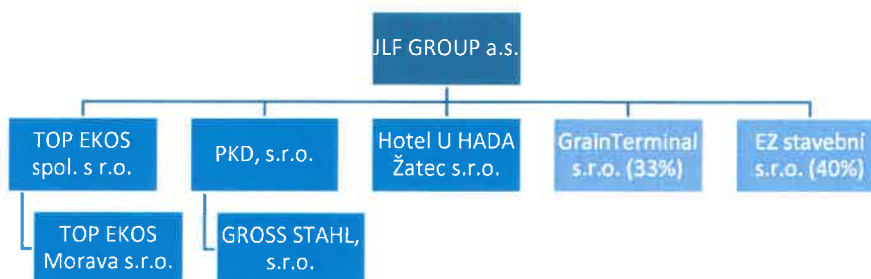 JLF GROUP a.s.
TOP EKOS
spol. s r.o.
PKD, s.r.o.
Hotel U HADA
Žatec s.r.o.
GrainTerminal
s.r.o. (33%)
EZ stavební
s.r.o. (40%)
TOP EKOS
Morava s.r.o.
GROSS STAHL,
s.r.o.